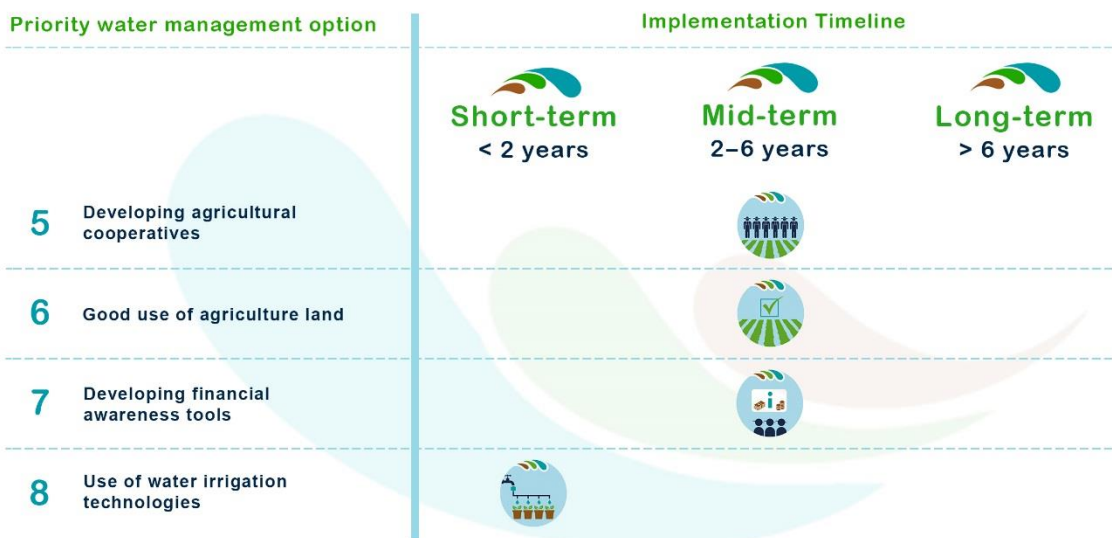 Priority water management option
Implementation Timeline
Short-term
Mid-term
Long-term
< 2 years
2–6 years
> 6 years
5
Developing agricultural
cooperatives
6
Good use of agriculture land
7
Developing financial
awareness tools
8
Use of water irrigation
technologies